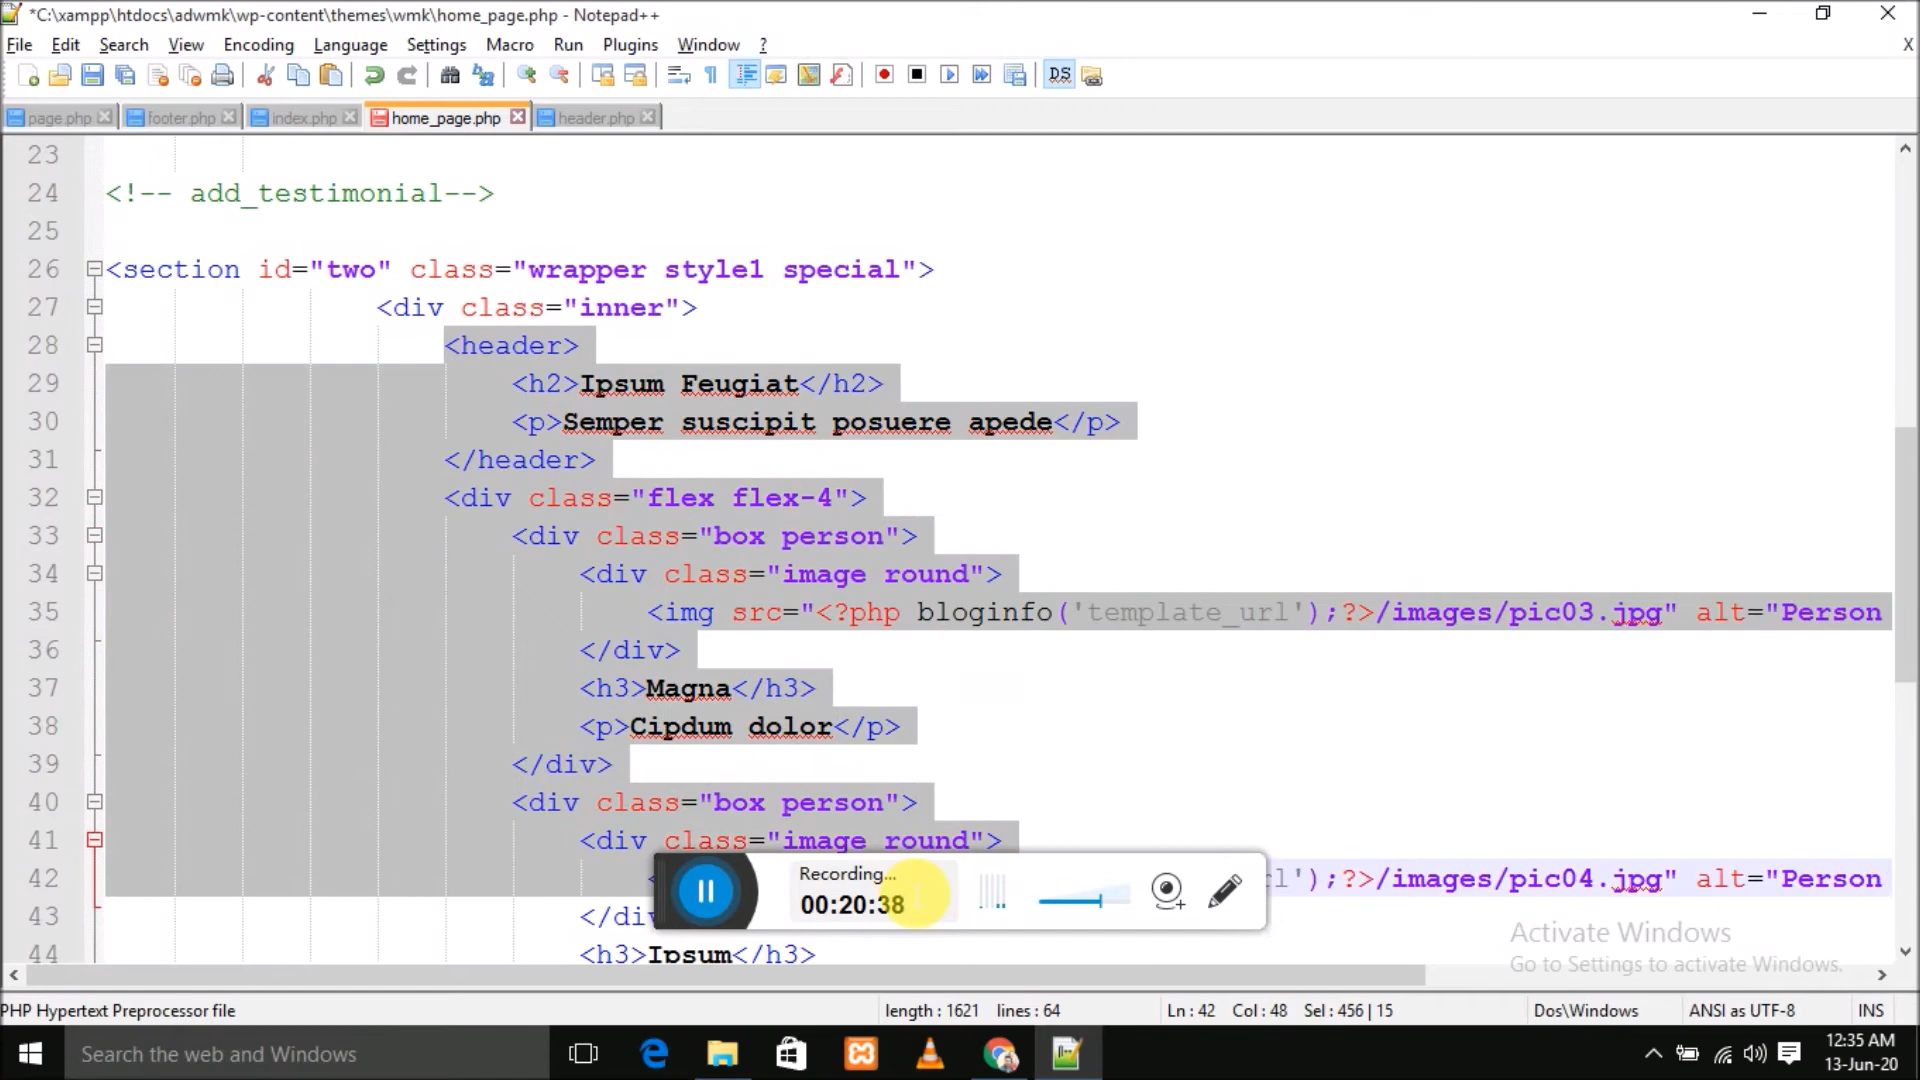 *C:\xampp\htdocs\adwmk\wp-content\themes\wmk\home_page.php - Notepad++
File Edit Search View Encoding Language Settings Macro Run Plugins Window ? X
DS
page.php footer.php index.php home_page.php header.php
23
24 <!-- add_testimonial-->
25
26 <section id="two" class="wrapper style1 special">
27 <div class="inner">
28 <header>
29 <h2>Ipsum Feugiat</h2>
30 <p>Semper suscipit posuere apede</p>
31 </header>
32 <div class="flex flex-4">
33 <div class="box person">
34 <div class="image round">
35 <img src="<?php bloginfo('template_url');?>/images/pic03.jpg" alt="Person
36 </div>
37 <h3>Magna</h3>
38 <p>Cipdum dolor</p>
39 </div>
40 <div class="box person">
41 <div class="image round">
42 l');?>/images/pic04.jpg" alt="Person
43 </di
44 <h3>Ipsum</h3>
Recording...
00:20:38
Activate Windows
Go to Settings to activate Windows.
PHP Hypertext Preprocessor file length : 1621 lines : 64 Ln : 42 Col : 48 Sel : 456 | 15 Dos\Windows ANSI as UTF-8 INS
Search the web and Windows
12:35 AM
13-Jun-20